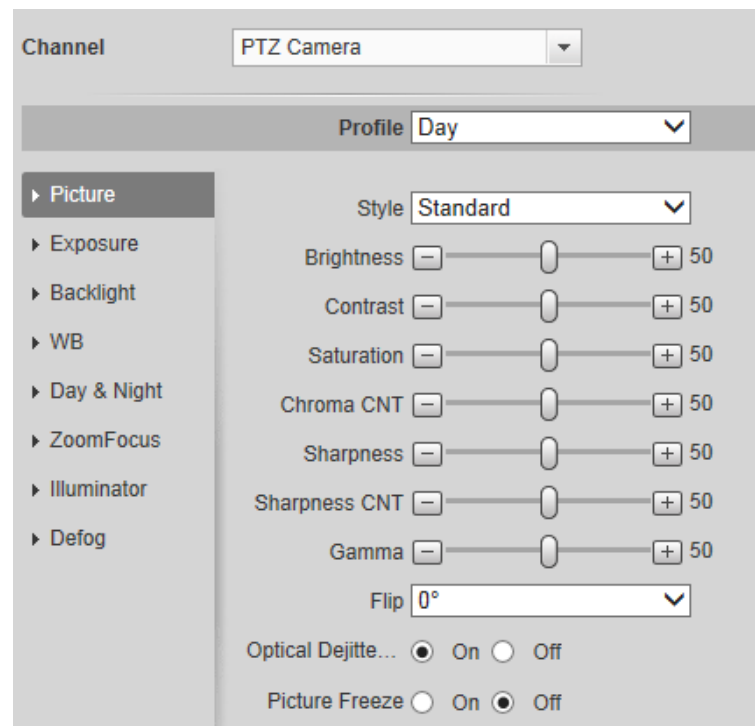 Channel PTZ Camera
Profile Day
Picture
Exposure
Backlight
WB
Day & Night
ZoomFocus
Illuminator
Defog
Style Standard
Brightness - + 50
Contrast - + 50
Saturation - + 50
Chroma CNT - + 50
Sharpness - + 50
Sharpness CNT - + 50
Gamma - + 50
Flip 0°
Optical Dejitte... On Off
Picture Freeze On Off